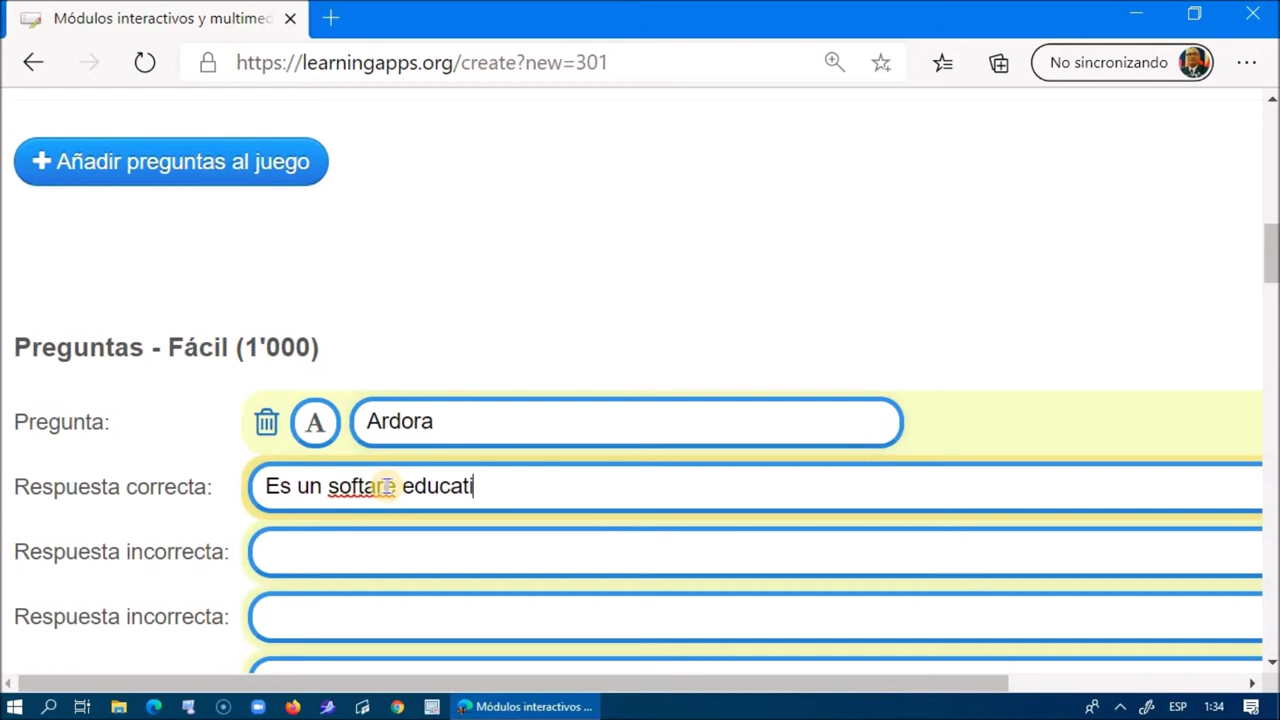 Módulos interactivos y multimed
https://learningapps.org/create?new=301
No sincronizando
Añadir preguntas al juego
Preguntas - Fácil (1'000)
Pregunta:
A
Ardora
Respuesta correcta:
Es un softare educati
Respuesta incorrecta:
Respuesta incorrecta:
Módulos interactivos ...
ESP
1:34